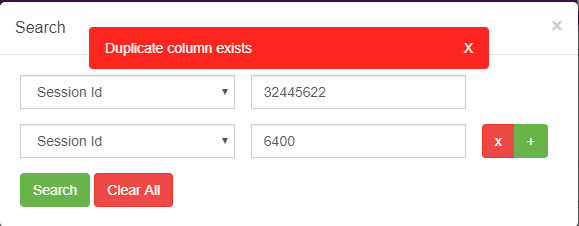 Search
×
Duplicate column exists X
Session Id 32445622
Session Id 6400 x +
Search Clear All